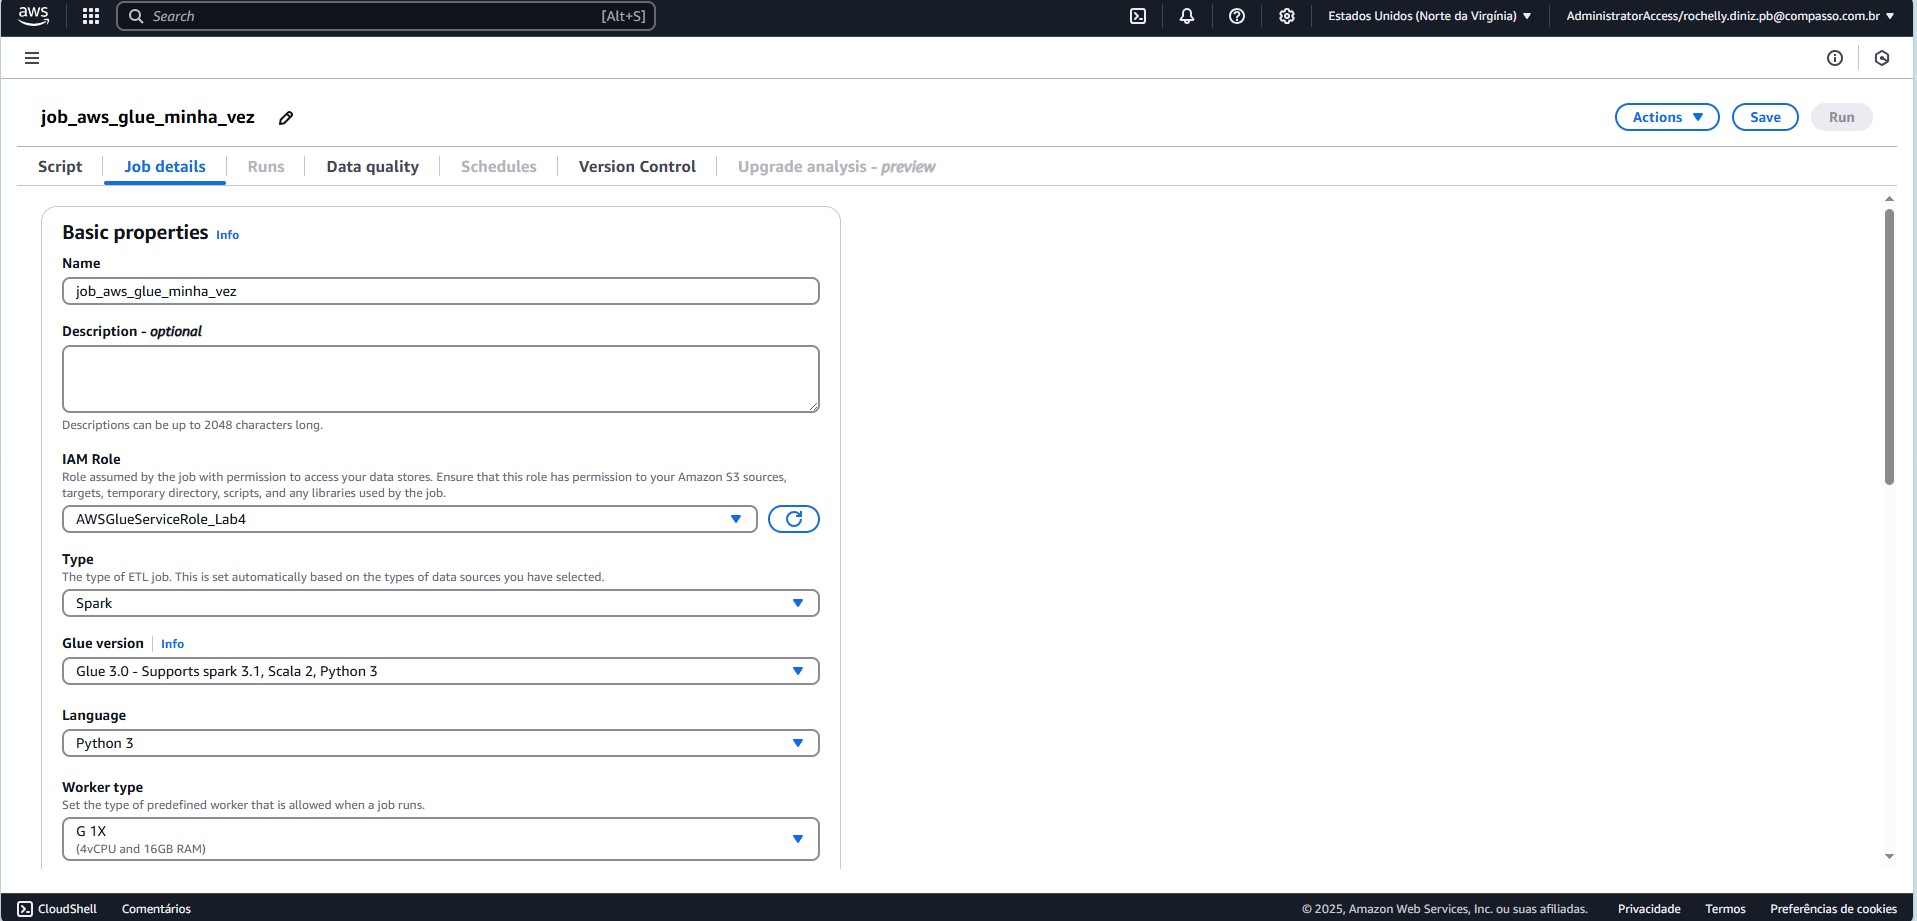 aws
Search
[Alt+S]
Estados Unidos (Norte da Virgínia)
AdministratorAccess/rochelly.diniz.pb@compasso.com.br
job_aws_glue_minha_vez
Actions
Save
Run
Script
Job details
Runs
Data quality
Schedules
Version Control
Upgrade analysis - preview
Basic properties Info
Name
job_aws_glue_minha_vez
Description - optional
Descriptions can be up to 2048 characters long.
IAM Role
Role assumed by the job with permission to access your data stores. Ensure that this role has permission to your Amazon S3 sources,
targets, temporary directory, scripts, and any libraries used by the job.
AWSGlueServiceRole_Lab4
Type
The type of ETL job. This is set automatically based on the types of data sources you have selected.
Spark
Glue version Info
Glue 3.0 - Supports spark 3.1, Scala 2, Python 3
Language
Python 3
Worker type
Set the type of predefined worker that is allowed when a job runs.
G 1X
(4vCPU and 16GB RAM)
CloudShell
Comentários
© 2025, Amazon Web Services, Inc. ou suas afiliadas.
Privacidade
Termos
Preferências de cookies